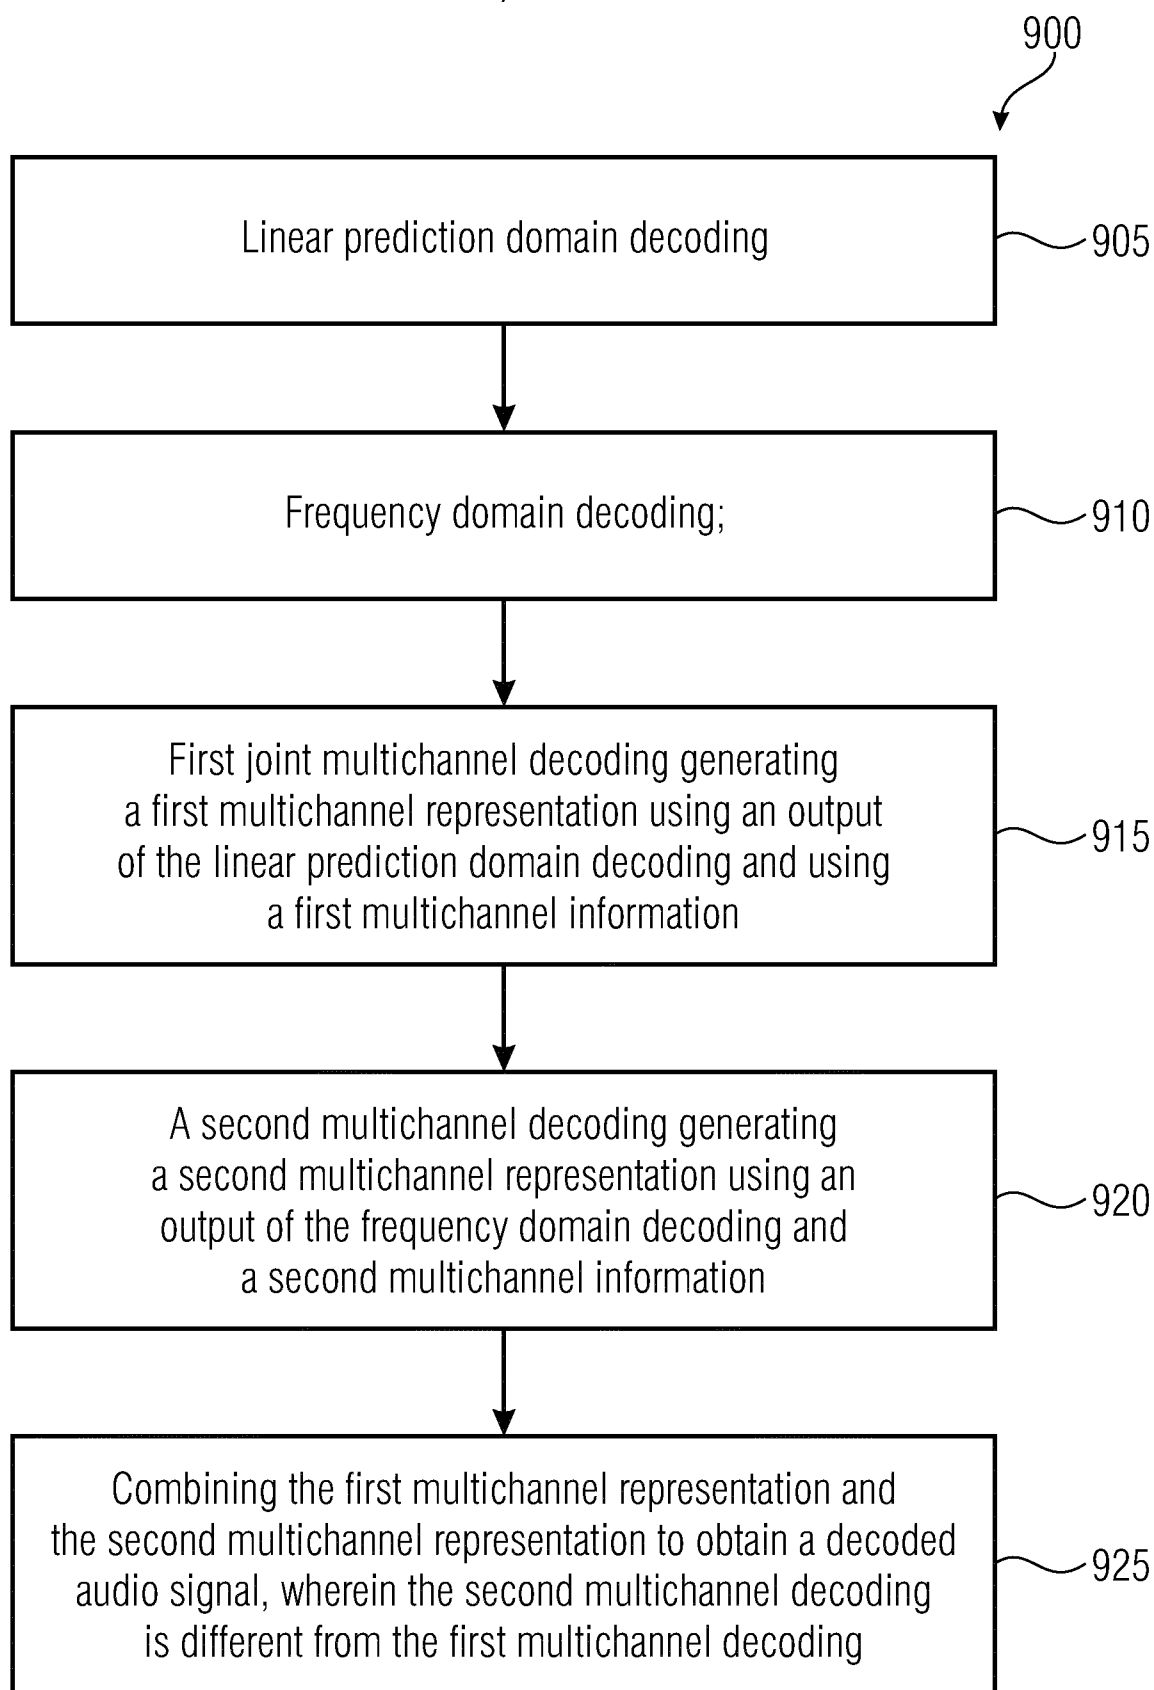 900
Linear prediction domain decoding
905
Frequency domain decoding;
910
First joint multichannel decoding generating
a first multichannel representation using an output
of the linear prediction domain decoding and using
a first multichannel information
915
A second multichannel decoding generating
a second multichannel representation using an
output of the frequency domain decoding and
a second multichannel information
920
Combining the first multichannel representation and
the second multichannel representation to obtain a decoded
audio signal, wherein the second multichannel decoding
is different from the first multichannel decoding
925